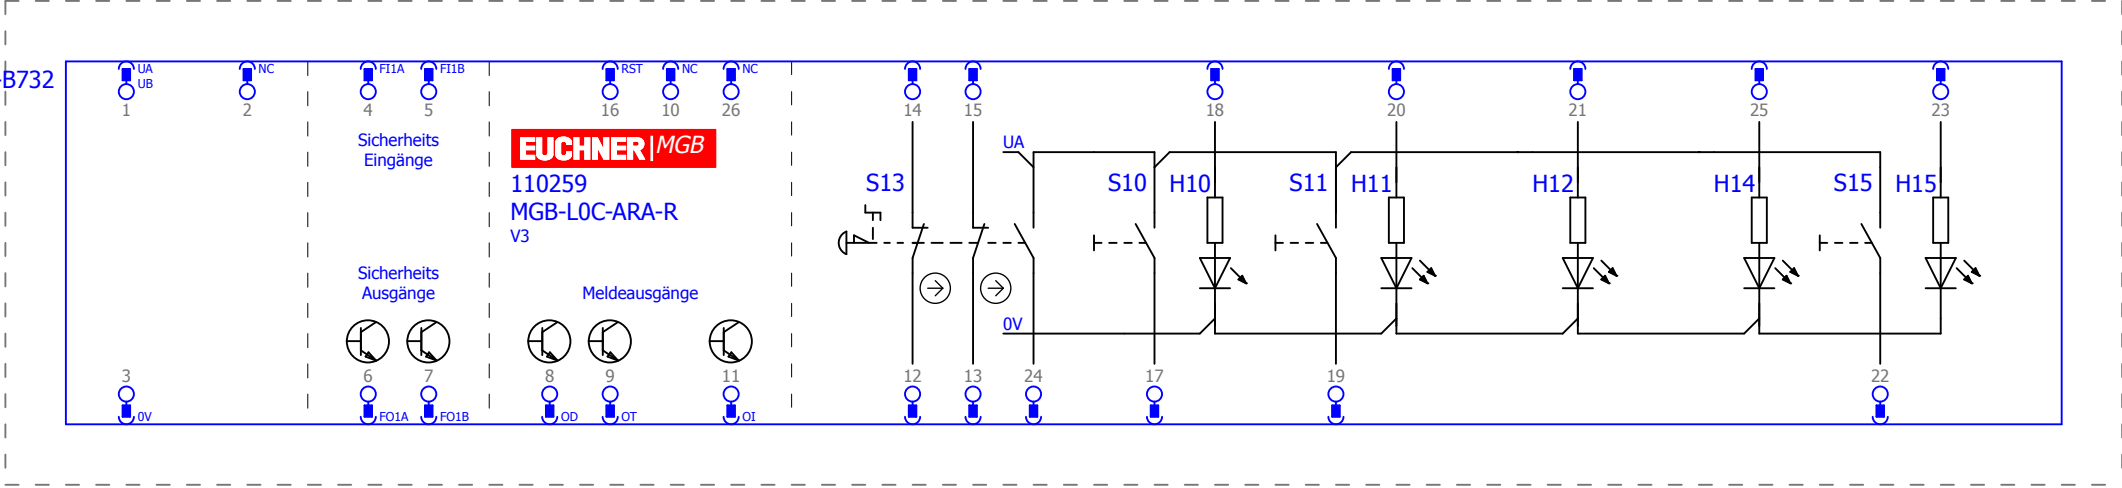 B732
UA
UB
NC
FI1A
FI1B
RST
NC
NC
1
2
4
5
16
10
26
14
15
18
20
21
25
23
Sicherheits
Eingänge
EUCHNER MGB
110259
MGB-L0C-ARA-R
V3
UA
S13
S10
H10
S11
H11
H12
H14
S15
H15
Sicherheits
Ausgänge
Meldeausgänge
0V
3
6
7
8
9
11
12
13
24
17
19
22
0V
FO1A
FO1B
OD
OT
OI